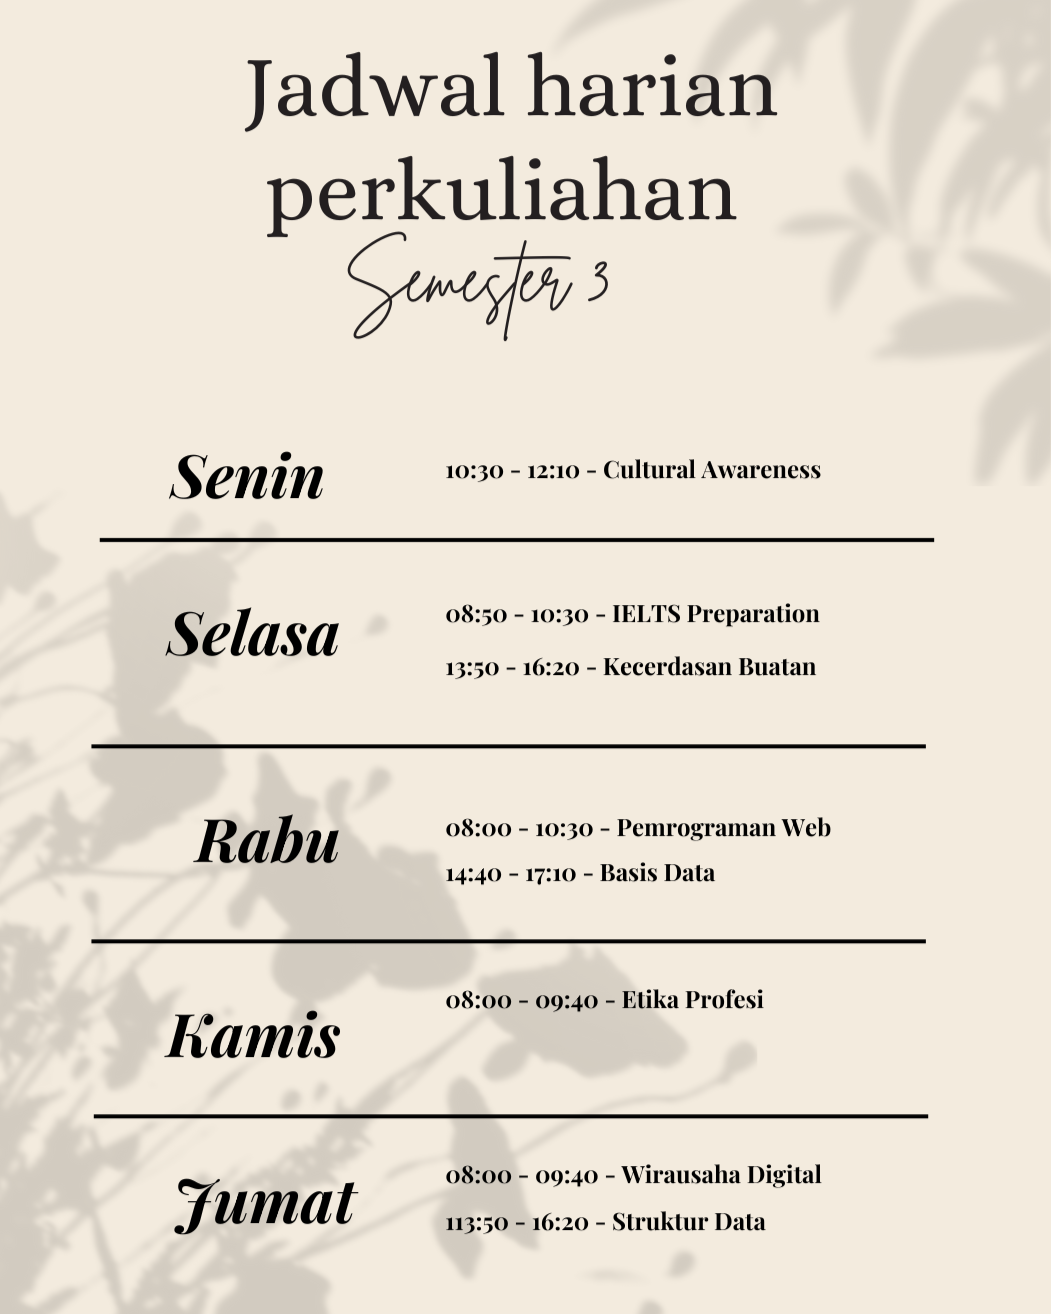 Jadwal harian
perkuliahan
Semester 3
Senin
10:30 - 12:10 - Cultural Awareness
Selasa
08:50 - 10:30 - IELTS Preparation
13:50 - 16:20 - Kecerdasan Buatan
Rabu
08:00 - 10:30 - Pemrograman Web
14:40 - 17:10 - Basis Data
Kamis
08:00 - 09:40 - Etika Profesi
Jumat
08:00 - 09:40 - Wirausaha Digital
113:50 - 16:20 - Struktur Data